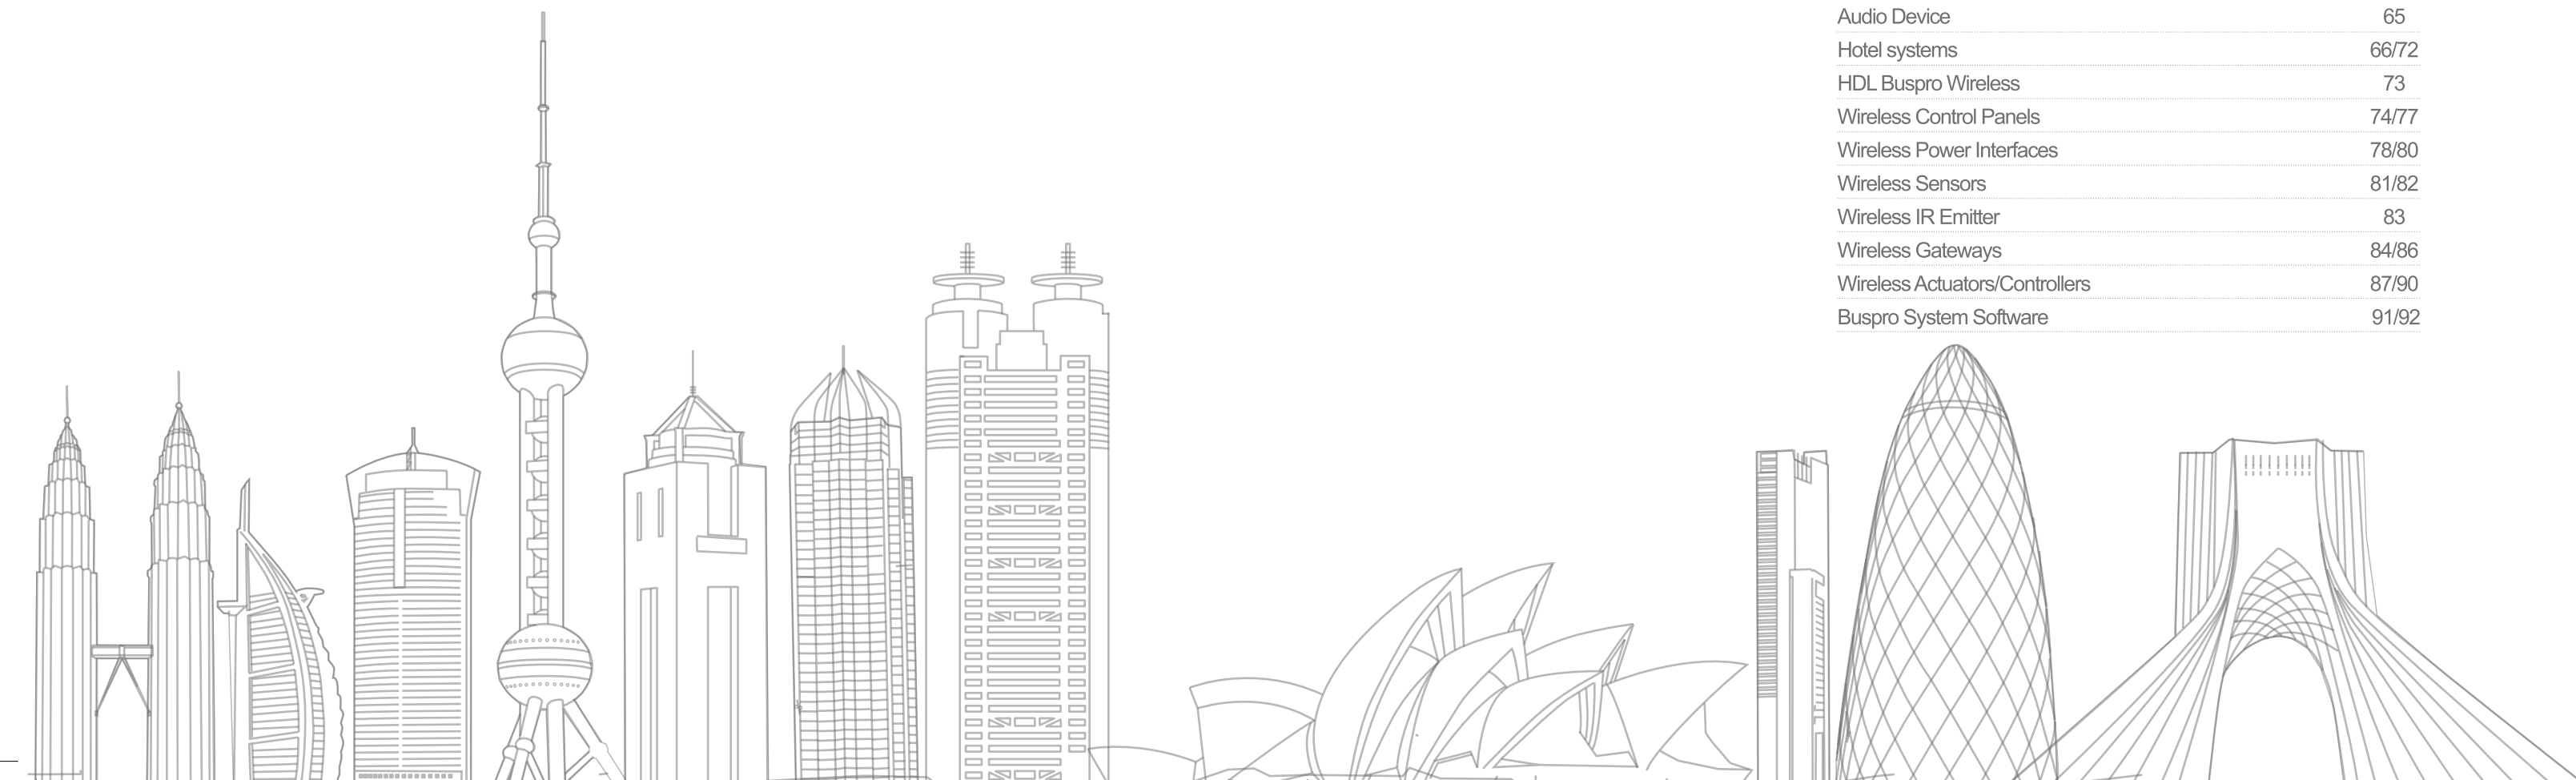 Audio Device 65
Hotel systems 66/72
HDL Buspro Wireless 73
Wireless Control Panels 74/77
Wireless Power Interfaces 78/80
Wireless Sensors 81/82
Wireless IR Emitter 83
Wireless Gateways 84/86
Wireless Actuators/Controllers 87/90
Buspro System Software 91/92